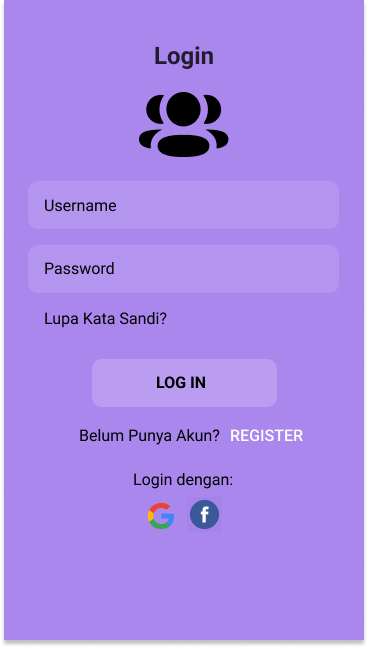 Login
Username
Password
Lupa Kata Sandi?
LOG IN
Belum Punya Akun? REGISTER
Login dengan: